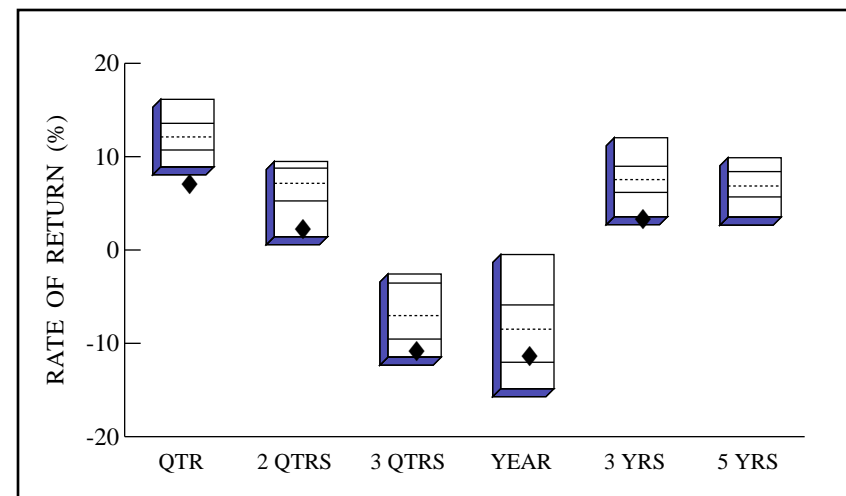 RATE OF RETURN (%)
20
10
0
-10
-20
QTR 2 QTRS 3 QTRS YEAR 3 YRS 5 YRS